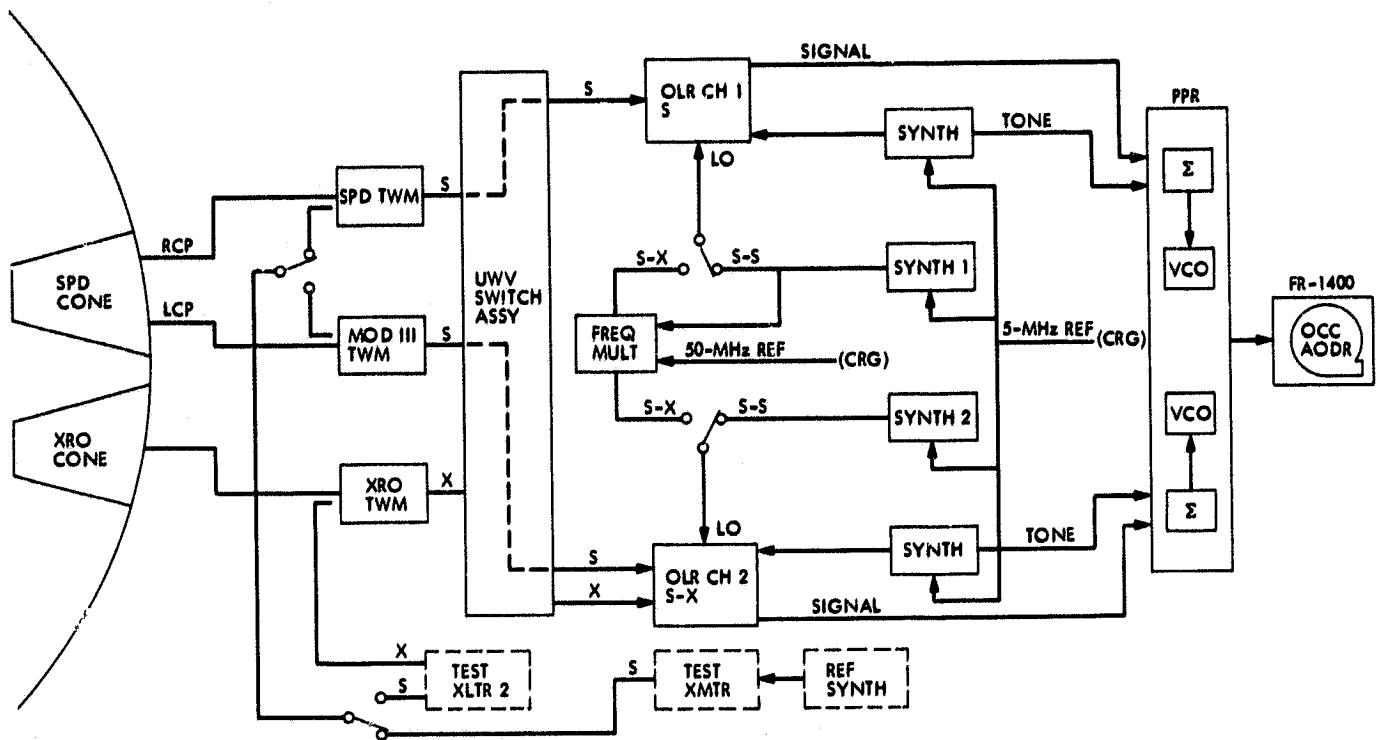 SIGNAL
S
OLR CH 1
S
PPR
SYNTH
TONE
LO
Σ
SPD TWM
S
RCP
S-X
S-S
SYNTH 1
VCO
SPD
CONE
UWV
SWITCH
ASSY
FR-1400
LCP
MOD III
TWM
S
FREQ
MULT
50-MHz REF
(CRG)
5-MHz REF
(CRG)
OCC
AODR
S-X
S-S
SYNTH 2
VCO
XRO
CONE
XRO
TWM
X
LO
Σ
S
OLR CH 2
S-X
SYNTH
TONE
X
SIGNAL
X
TEST
XLTR 2
S
S
TEST
XMTR
REF
SYNTH